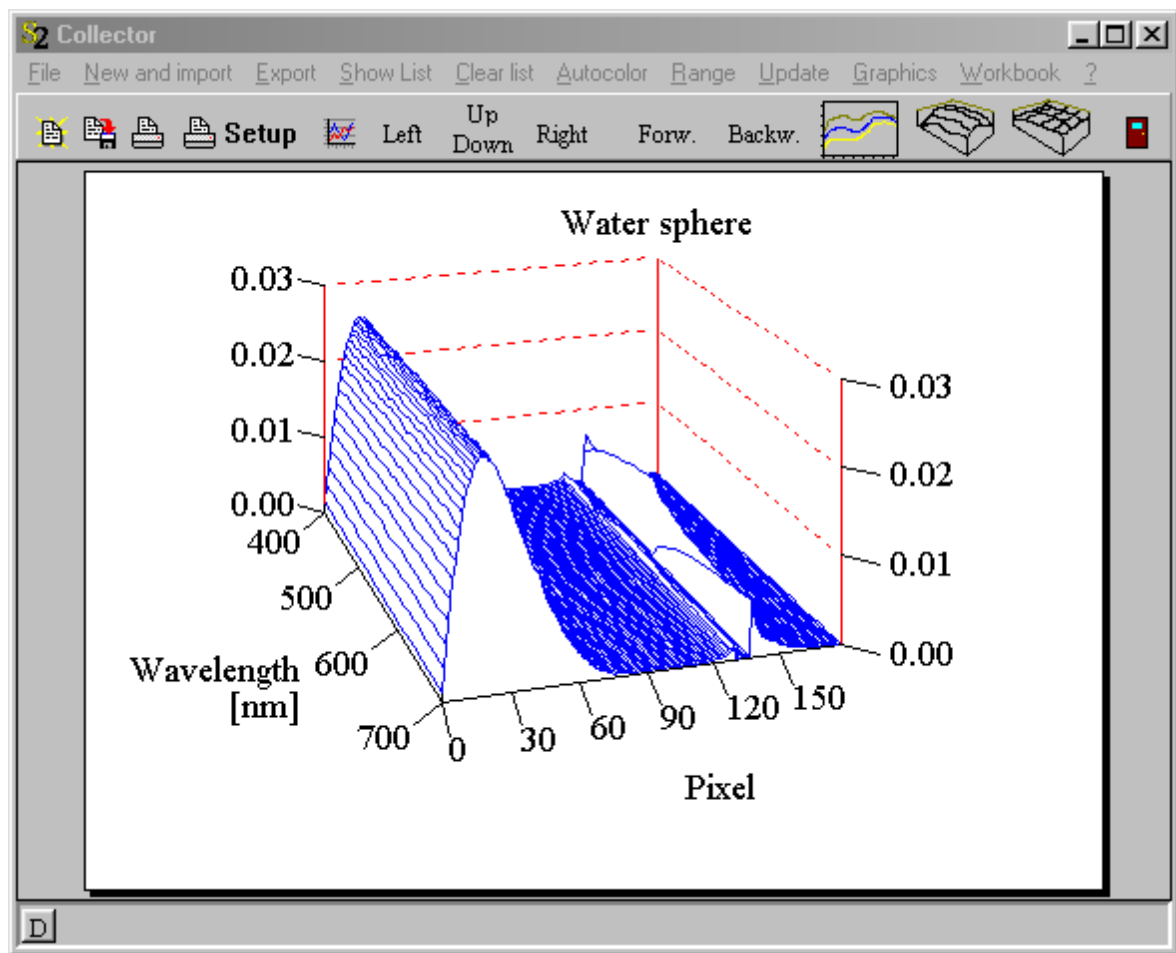 S2 Collector
File New and import Export Show List Clear list Autocolor Range Update Graphics Workbook ?
Setup Left Up Down Right Forw. Backw.
Water sphere
0.03
0.02
0.01
0.00
0.03
0.02
0.01
0.00
400
500
600
700
Wavelength
[nm]
0
30
60
90
120
150
Pixel
D